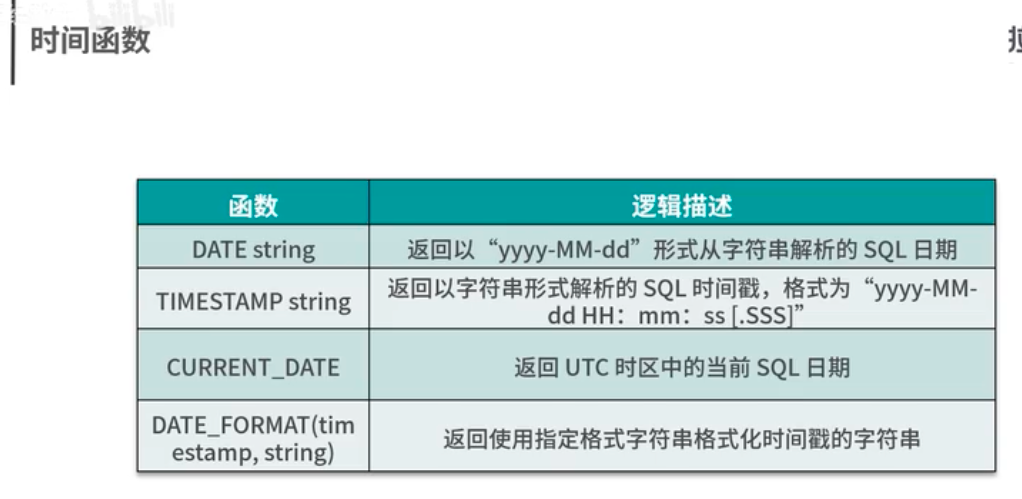 时间函数
函数
逻辑描述
DATE string
返回以“yyyy-MM-dd”形式从字符串解析的 SQL 日期
TIMESTAMP string
返回以字符串形式解析的 SQL 时间戳，格式为“yyyy-MM-
dd HH：mm：ss [.SSS]”
CURRENT_DATE
返回 UTC 时区中的当前 SQL 日期
DATE_FORMAT(tim
estamp, string)
返回使用指定格式字符串格式化时间戳的字符串